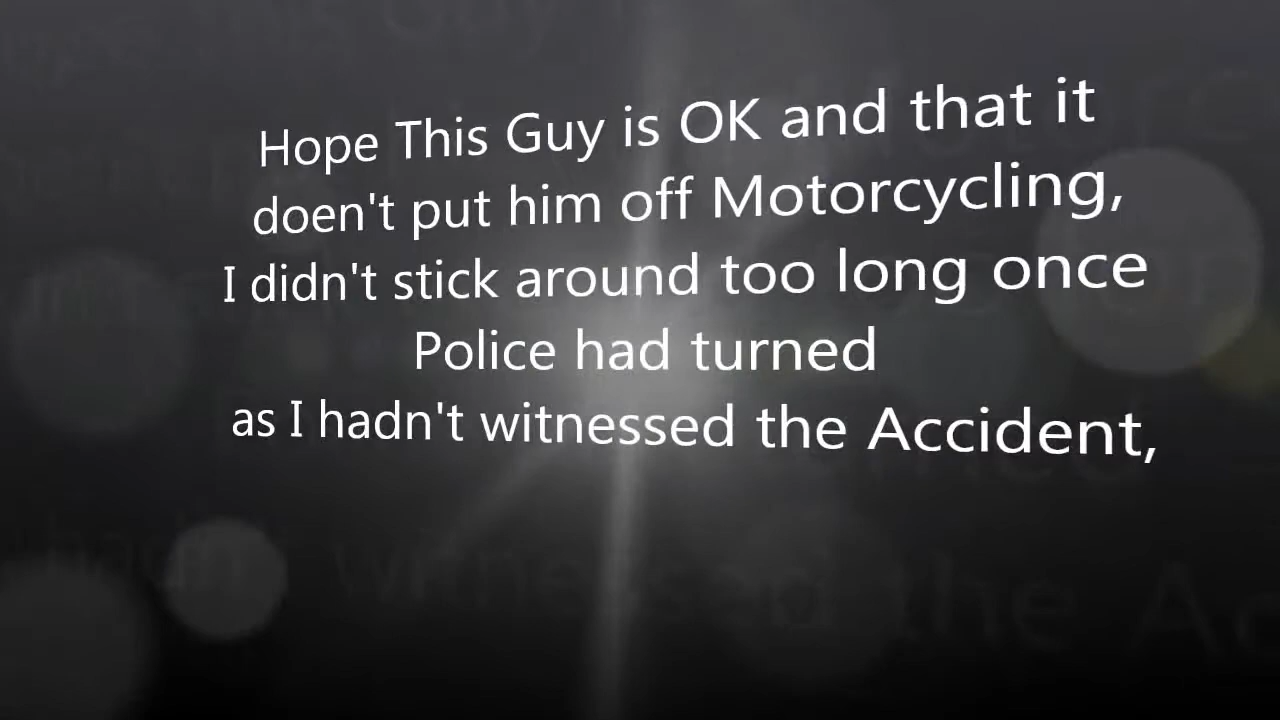 Hope This Guy is OK and that it
doen't put him off Motorcycling,
I didn't stick around too long once
Police had turned
as I hadn't witnessed the Accident,